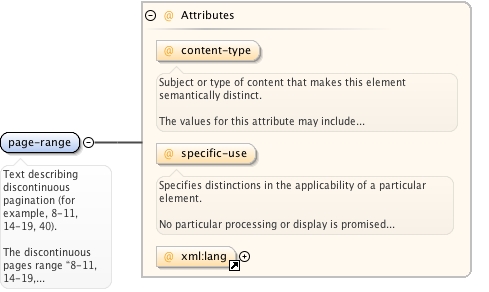 @ Attributes
@ content-type
Subject or type of content that makes this element
semantically distinct.
The values for this attribute may include...
page-range
@ specific-use
Text describing
discontinuous
pagination (for
example, 8-11,
14-19, 40).
The discontinuous
pages range "8-11,
14-19,...
Specifies distinctions in the applicability of a particular
element.
No particular processing or display is promised...
@ xml:lang